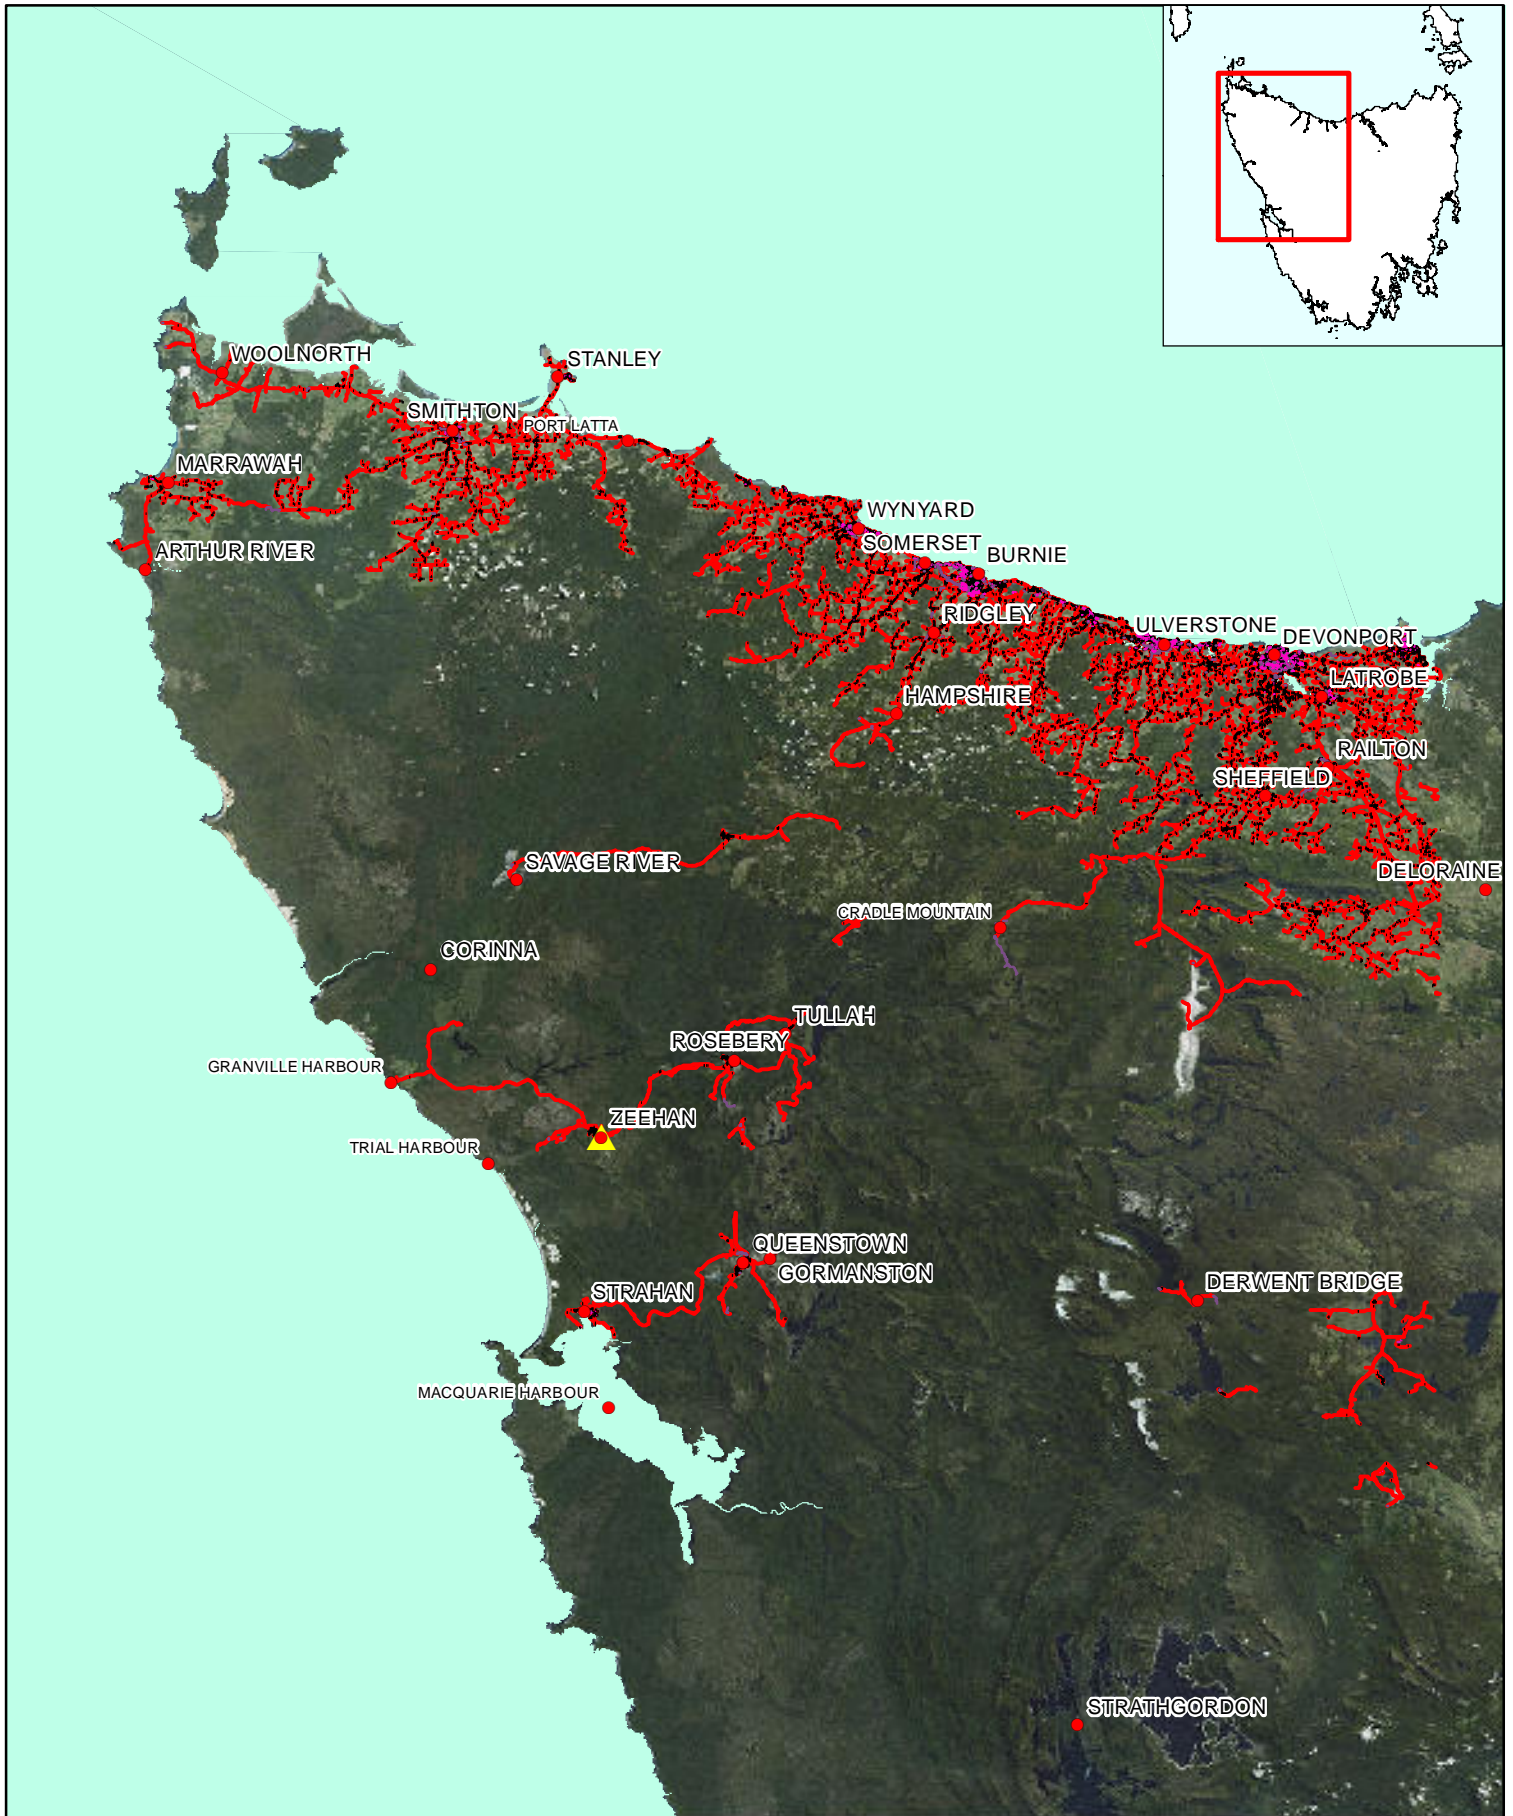 WOOLNORTH
STANLEY
SMITHTON
PORT LATTA
MARRAWAH
WYNYARD
SOMERSET
ARTHUR RIVER
BURNIE
RIDGLEY
ULVERSTONE
DEVONPORT
LATROBE
HAMPSHIRE
RAILTON
SHEFFIELD
SAVAGE RIVER
DELORAINE
CRADLE MOUNTAIN
CORINNA
TULLAH
ROSEBERY
GRANVILLE HARBOUR
ZEEHAN
TRIAL HARBOUR
QUEENSTOWN
GORMANSTON
DERWENT BRIDGE
STRAHAN
MACQUARIE HARBOUR
STRATHGORDON